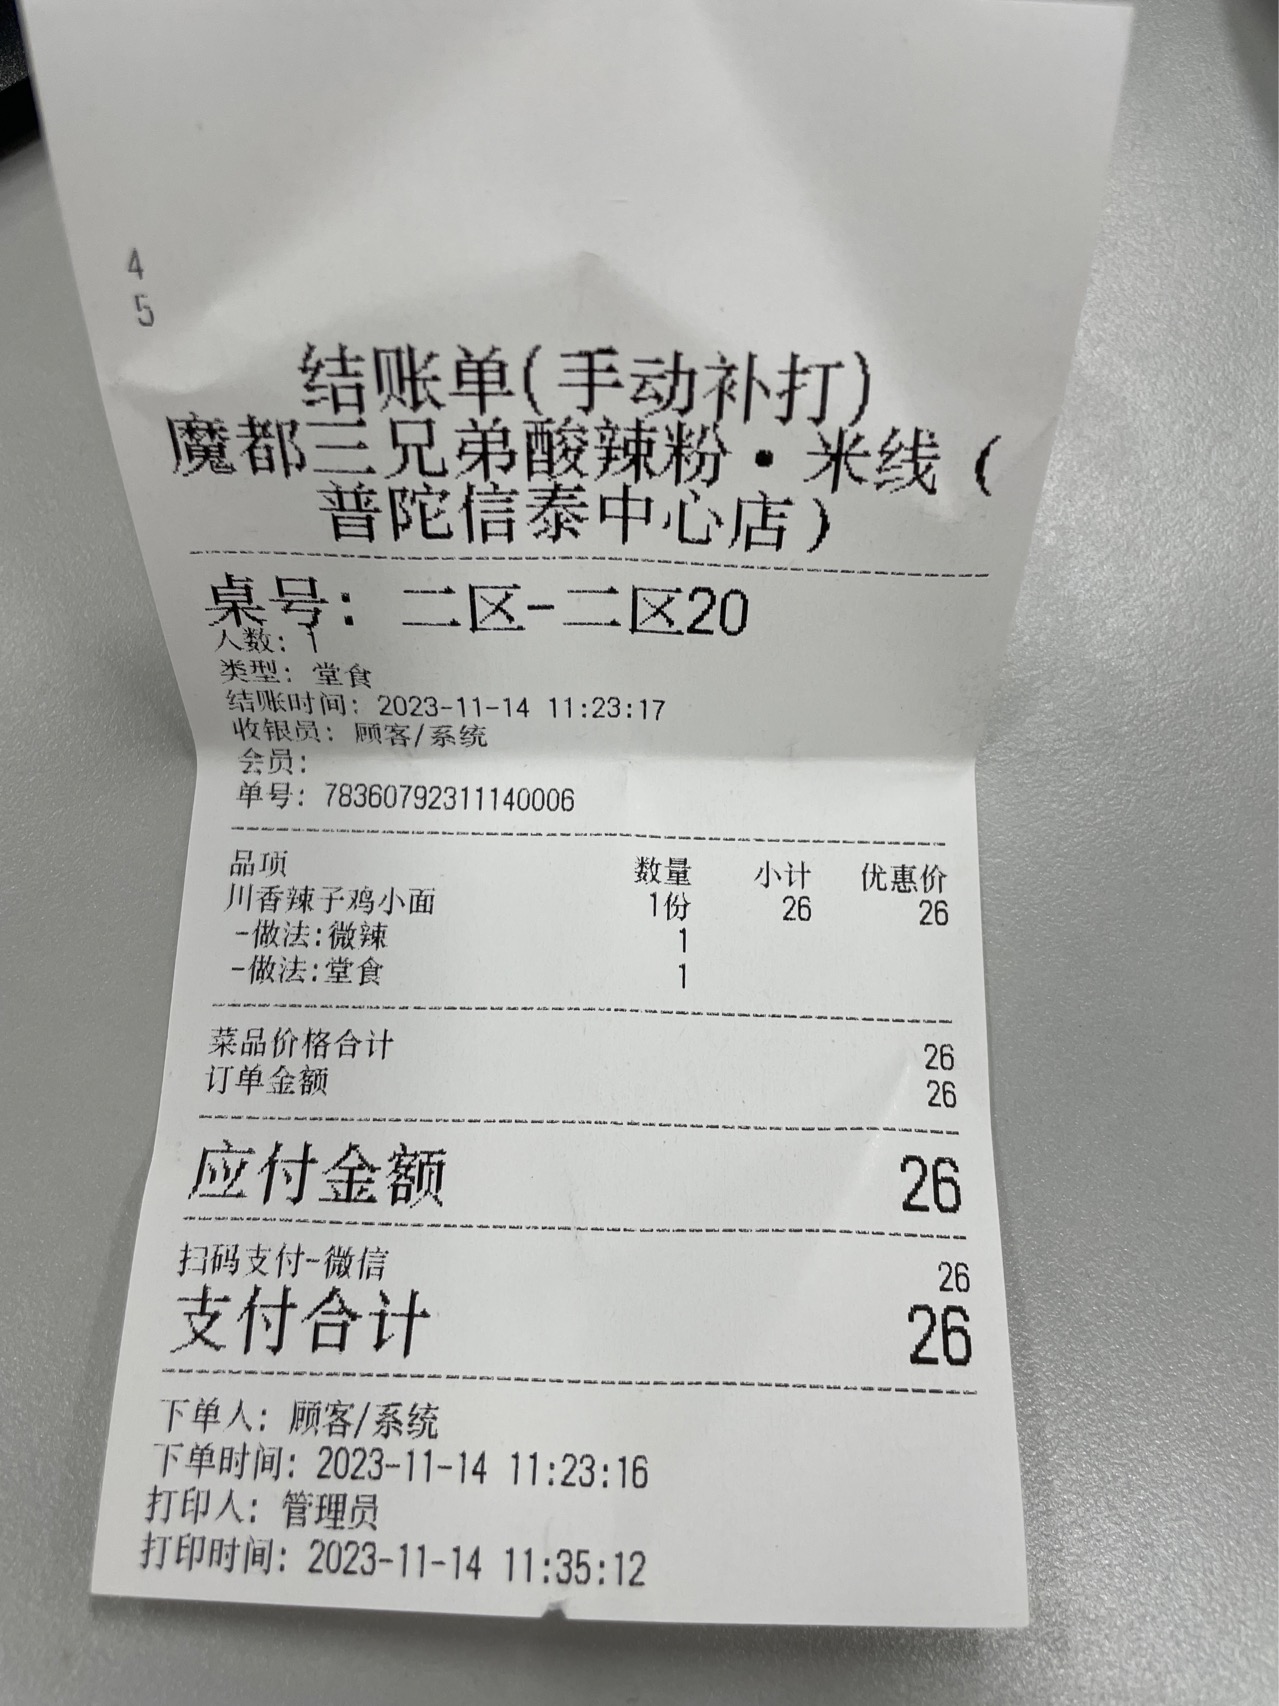 4
5
结账单(手动补打)
魔都三兄弟酸辣粉·米线(
普陀信泰中心店)
桌号: 二区-二区20
人数: 1
类型: 堂食
结账时间: 2023-11-14 11:23:17
收银员: 顾客/系统
会员:
单号: 78360792311140006
品项 数量 小计 优惠价
川香辣子鸡小面 1份 26 26
-做法:微辣 1
-做法:堂食 1
菜品价格合计 26
订单金额 26
应付金额 26
扫码支付-微信 26
支付合计 26
下单人: 顾客/系统
下单时间: 2023-11-14 11:23:16
打印人: 管理员
打印时间: 2023-11-14 11:35:12